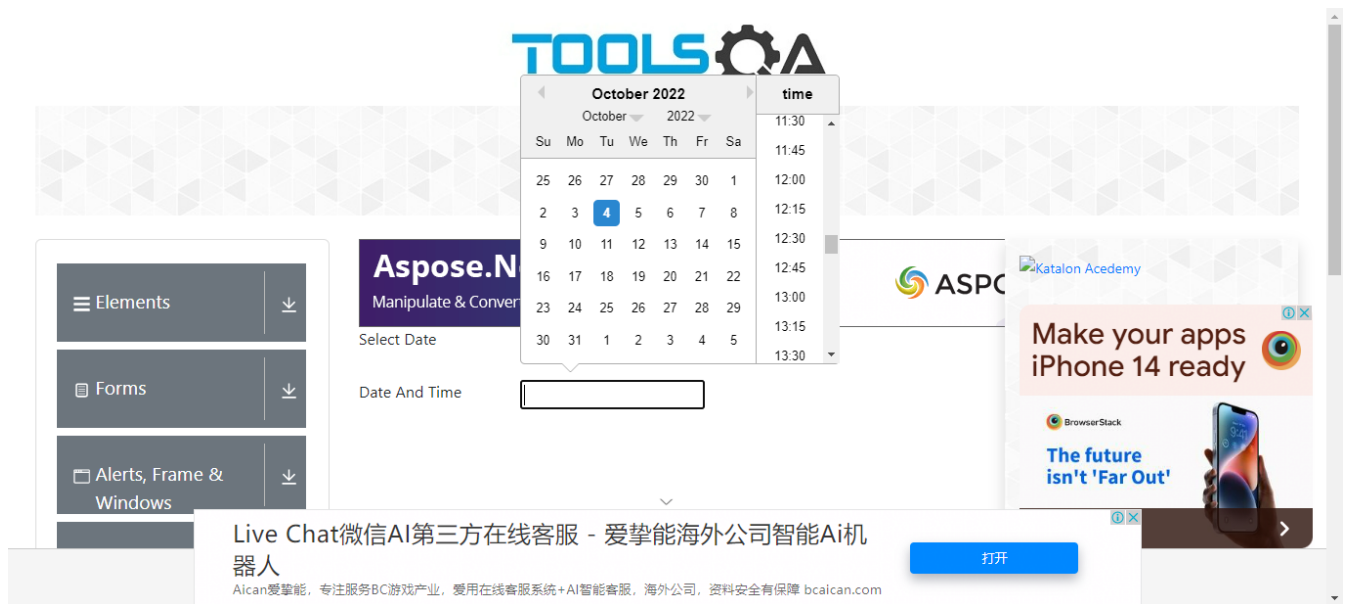 TOOLSQA
October 2022
October 2022
Su Mo Tu We Th Fr Sa
25 26 27 28 29 30 1
2 3 4 5 6 7 8
9 10 11 12 13 14 15
16 17 18 19 20 21 22
23 24 25 26 27 28 29
30 31 1 2 3 4 5
time
11:30
11:45
12:00
12:15
12:30
12:45
13:00
13:15
13:30
Elements
Forms
Alerts, Frame &
Windows
Aspose.N
Manipulate & Conver
ASPO
Select Date
Date And Time
Katalon Acedemy
Make your apps
iPhone 14 ready
BrowserStack
The future
isn't 'Far Out'
Live Chat微信AI第三方在线客服 - 爱挚能海外公司智能Ai机
器人
Aican爱挚能，专注服务BC游戏产业，爱用在线客服系统+AI智能客服，海外公司，资料安全有保障 bcaican.com
打开